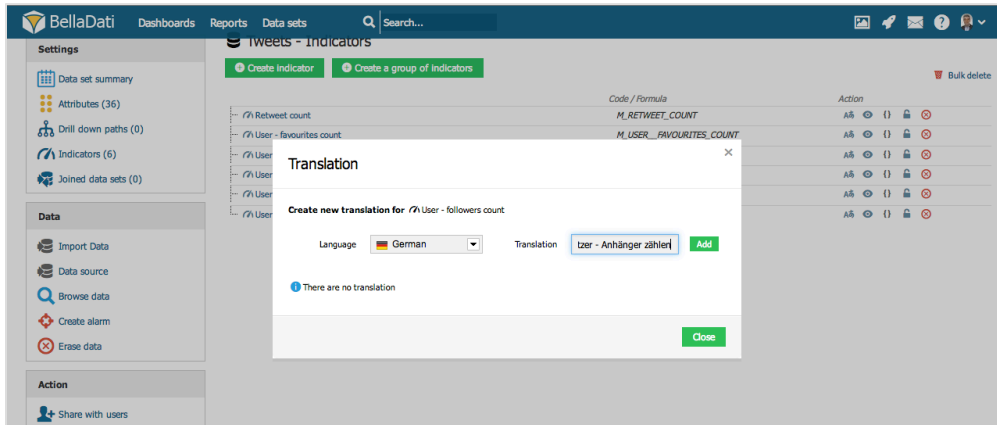 BellaDati Dashboards Reports Data sets Search...
Settings
Data set summary
Attributes (36)
Drill down paths (0)
Indicators (6)
Joined data sets (0)
Data
Import Data
Data source
Browse data
Create alarm
Erase data
Action
Share with users
Tweets - Indicators
Create indicator Create a group of indicators
Bulk delete
Code / Formula Action
Retweet count M_RETWEET_COUNT
User - favourites count M_USER__FAVOURITES_COUNT
User
User
User
User
Translation
Create new translation for User - followers count
Language German Translation tzer - Anhänger zählen Add
There are no translation
Close